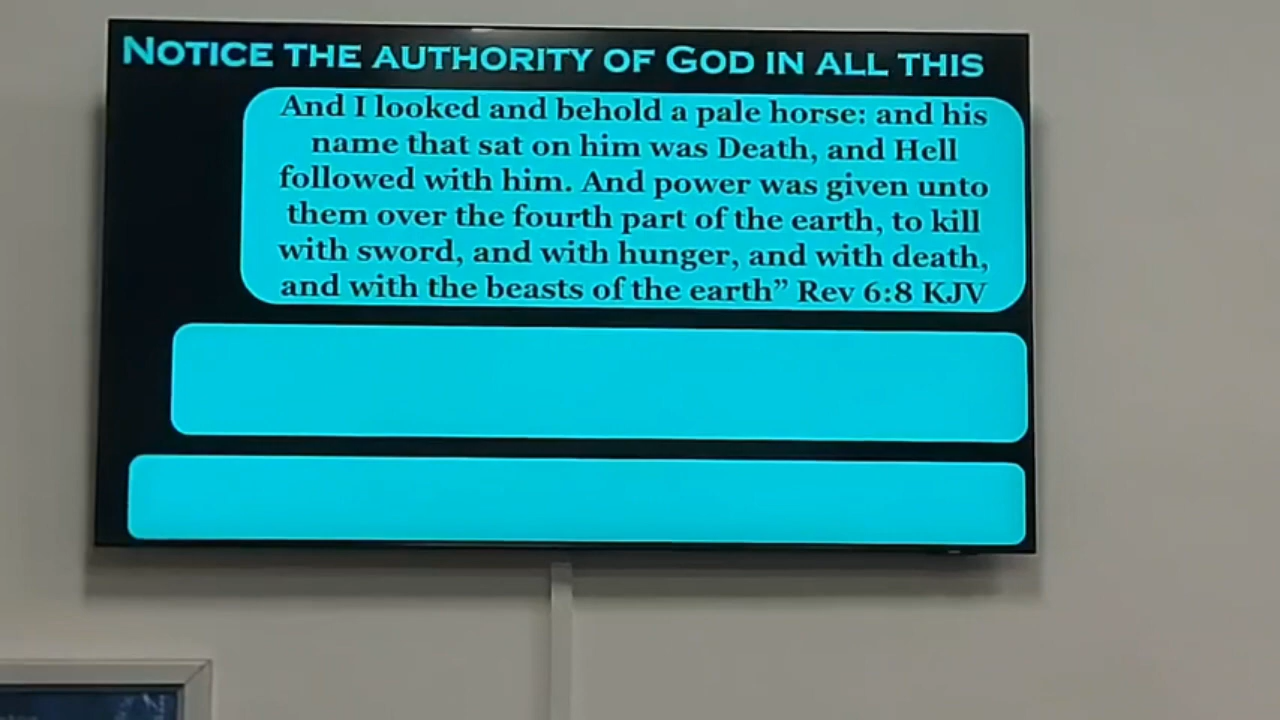 NOTICE THE AUTHORITY OF GOD IN ALL THIS
And I looked and behold a pale horse: and his
name that sat on him was Death, and Hell
followed with him. And power was given unto
them over the fourth part of the earth, to kill
with sword, and with hunger, and with death,
and with the beasts of the earth” Rev 6:8 KJV